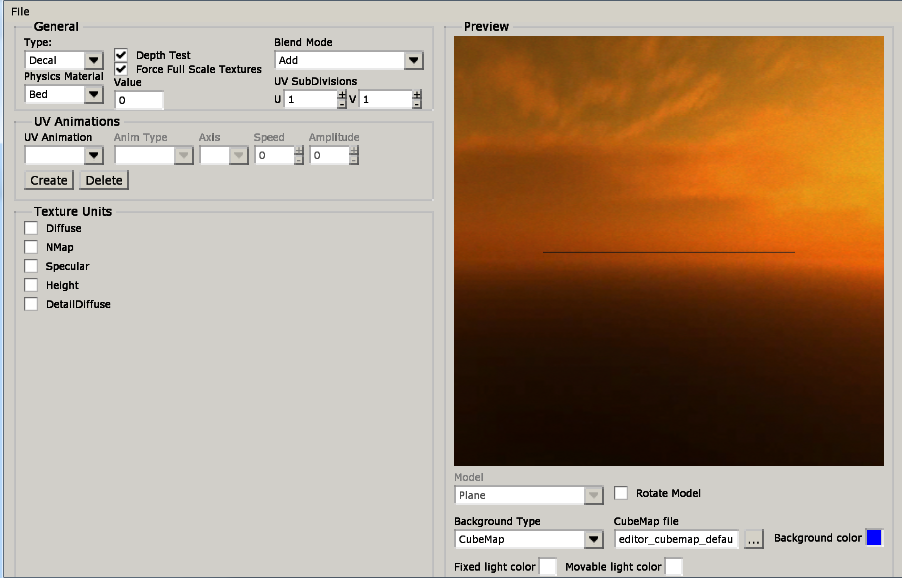 File
General
Type:
Decal
Depth Test
Force Full Scale Textures
Blend Mode
Add
Physics Material
Bed
Value
0
UV SubDivisions
U 1 V 1
UV Animations
UV Animation Anim Type Axis Speed Amplitude
0 0
Create Delete
Texture Units
Diffuse
NMap
Specular
Height
DetailDiffuse
Preview
Model
Plane
Rotate Model
Background Type CubeMap file
CubeMap editor_cubemap_defau ... Background color
Fixed light color Movable light color